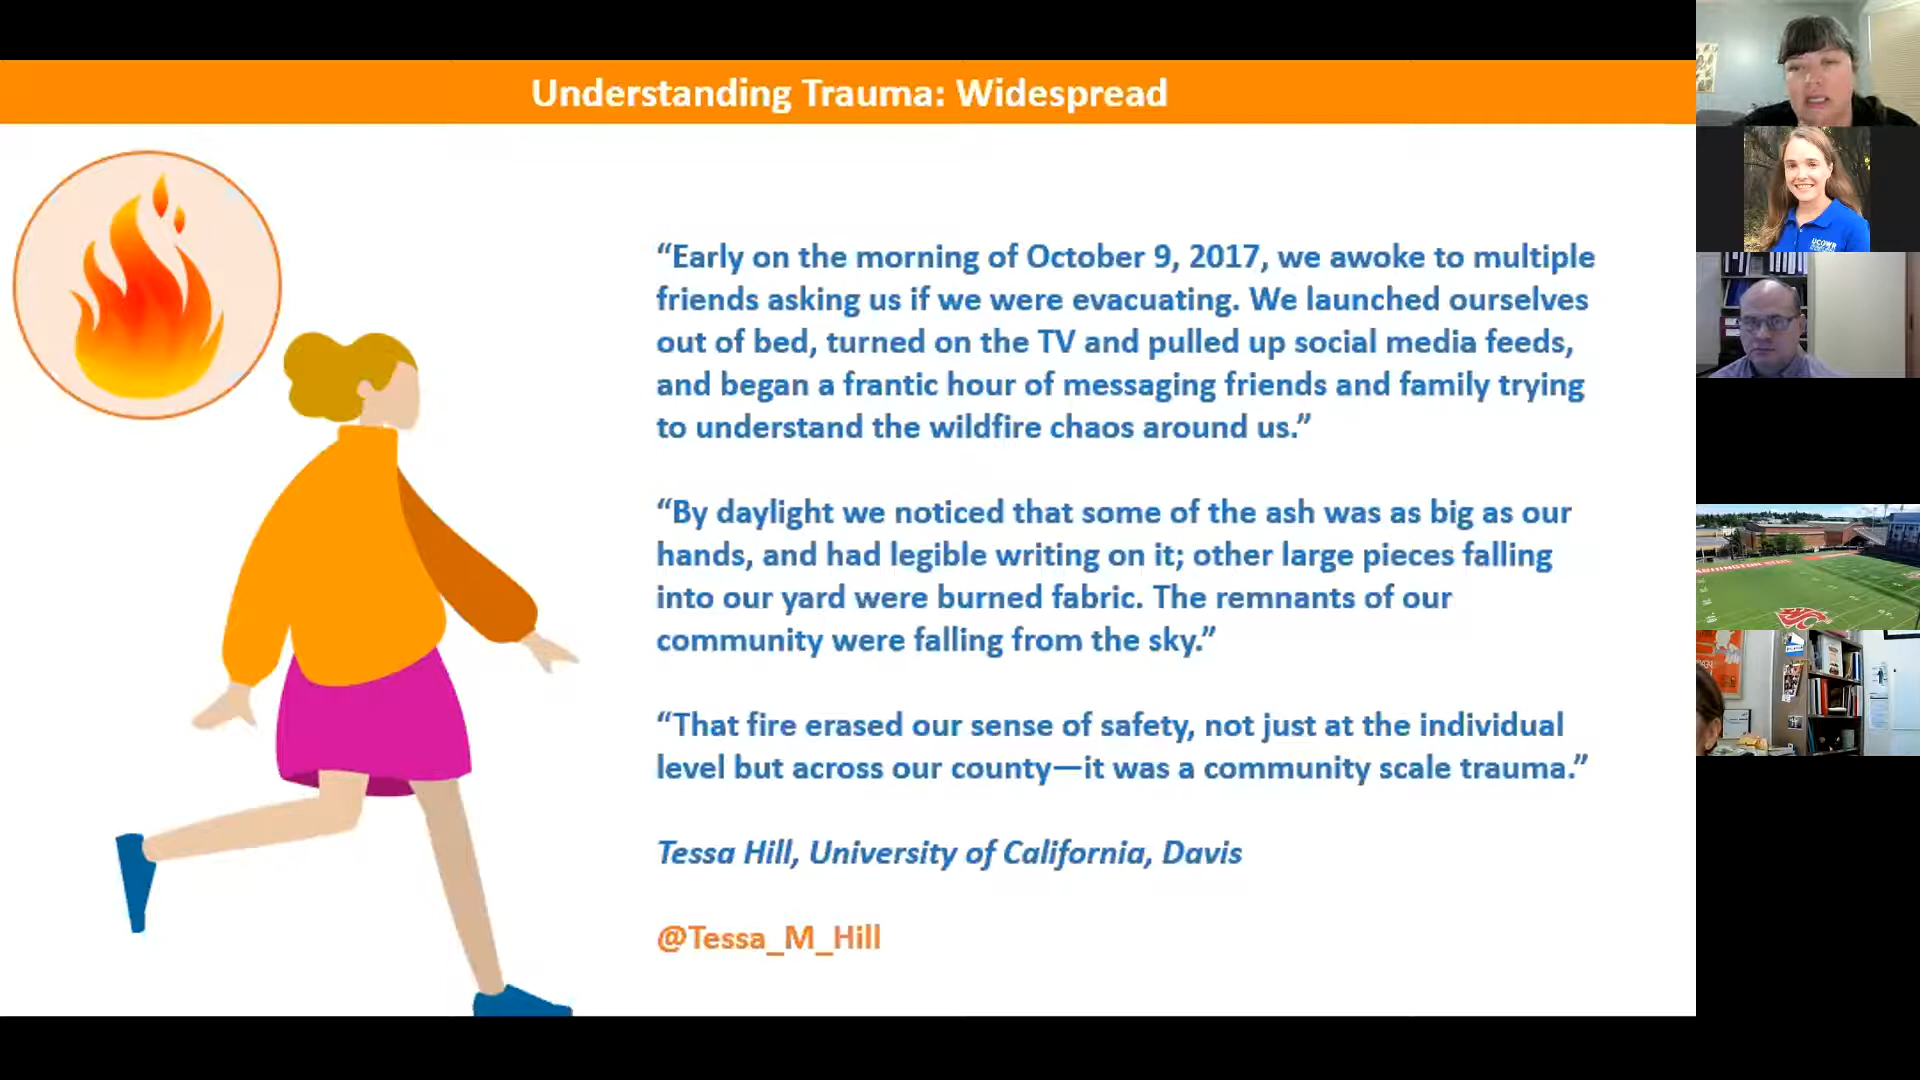 Understanding Trauma: Widespread
“Early on the morning of October 9, 2017, we awoke to multiple
friends asking us if we were evacuating. We launched ourselves
out of bed, turned on the TV and pulled up social media feeds,
and began a frantic hour of messaging friends and family trying
to understand the wildfire chaos around us.”
“By daylight we noticed that some of the ash was as big as our
hands, and had legible writing on it; other large pieces falling
into our yard were burned fabric. The remnants of our
community were falling from the sky.”
“That fire erased our sense of safety, not just at the individual
level but across our county—it was a community scale trauma.”
Tessa Hill, University of California, Davis
@Tessa_M_Hill
UCOWR
WASHINGTON STATE